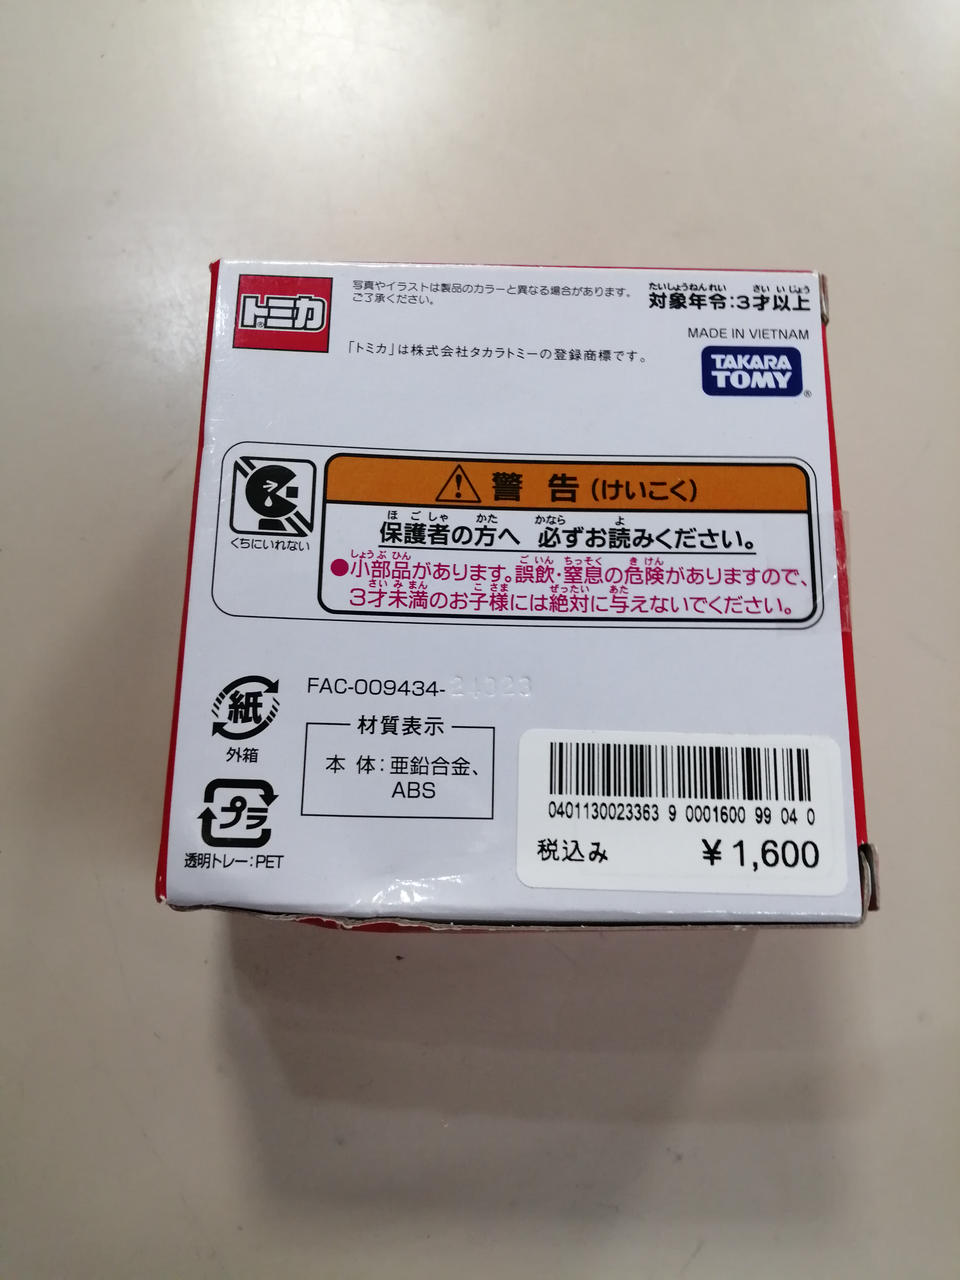 トミカ®
写真やイラストは製品のカラーと異なる場合があります。
ご了承ください。
「トミカ」は株式会社タカラトミーの登録商標です。
たいしょうねんれい さい いじょう
対象年令:3才以上
MADE IN VIETNAM
TAKARA
TOMY®
くちにいれない
警告(けいこく)
ほごしゃ かた かなら よ
保護者の方へ 必ずお読みください。
しょうぶひん ごいん ちっそく きけん
●小部品があります。誤飲・窒息の危険がありますので、
さいみまん こさま ぜったい あた
3才未満のお子様には絶対に与えないでください。
紙
外箱
プラ
透明トレー:PET
FAC-009434-
材質表示
本体:亜鉛合金、
ABS
0401130023363 9 0001600 99 04 0
税込み ¥1,600